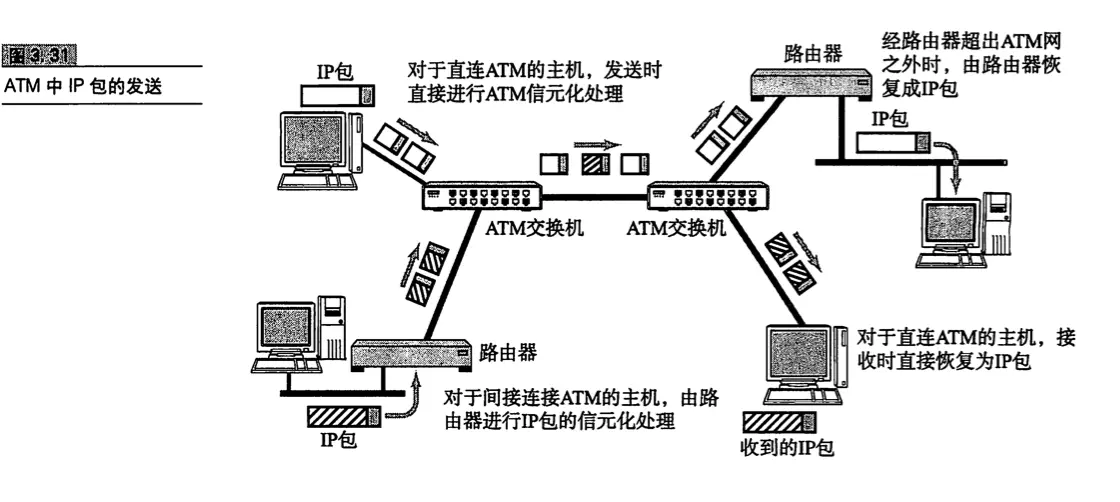 图3.31
ATM 中 IP 包的发送
IP包
对于直连ATM的主机，发送时
直接进行ATM信元化处理
路由器
经路由器超出ATM网
之外时，由路由器恢
复成IP包
IP包
ATM交换机
ATM交换机
路由器
对于间接连接ATM的主机，由路
由器进行IP包的信元化处理
IP包
对于直连ATM的主机，接
收时直接恢复为IP包
收到的IP包